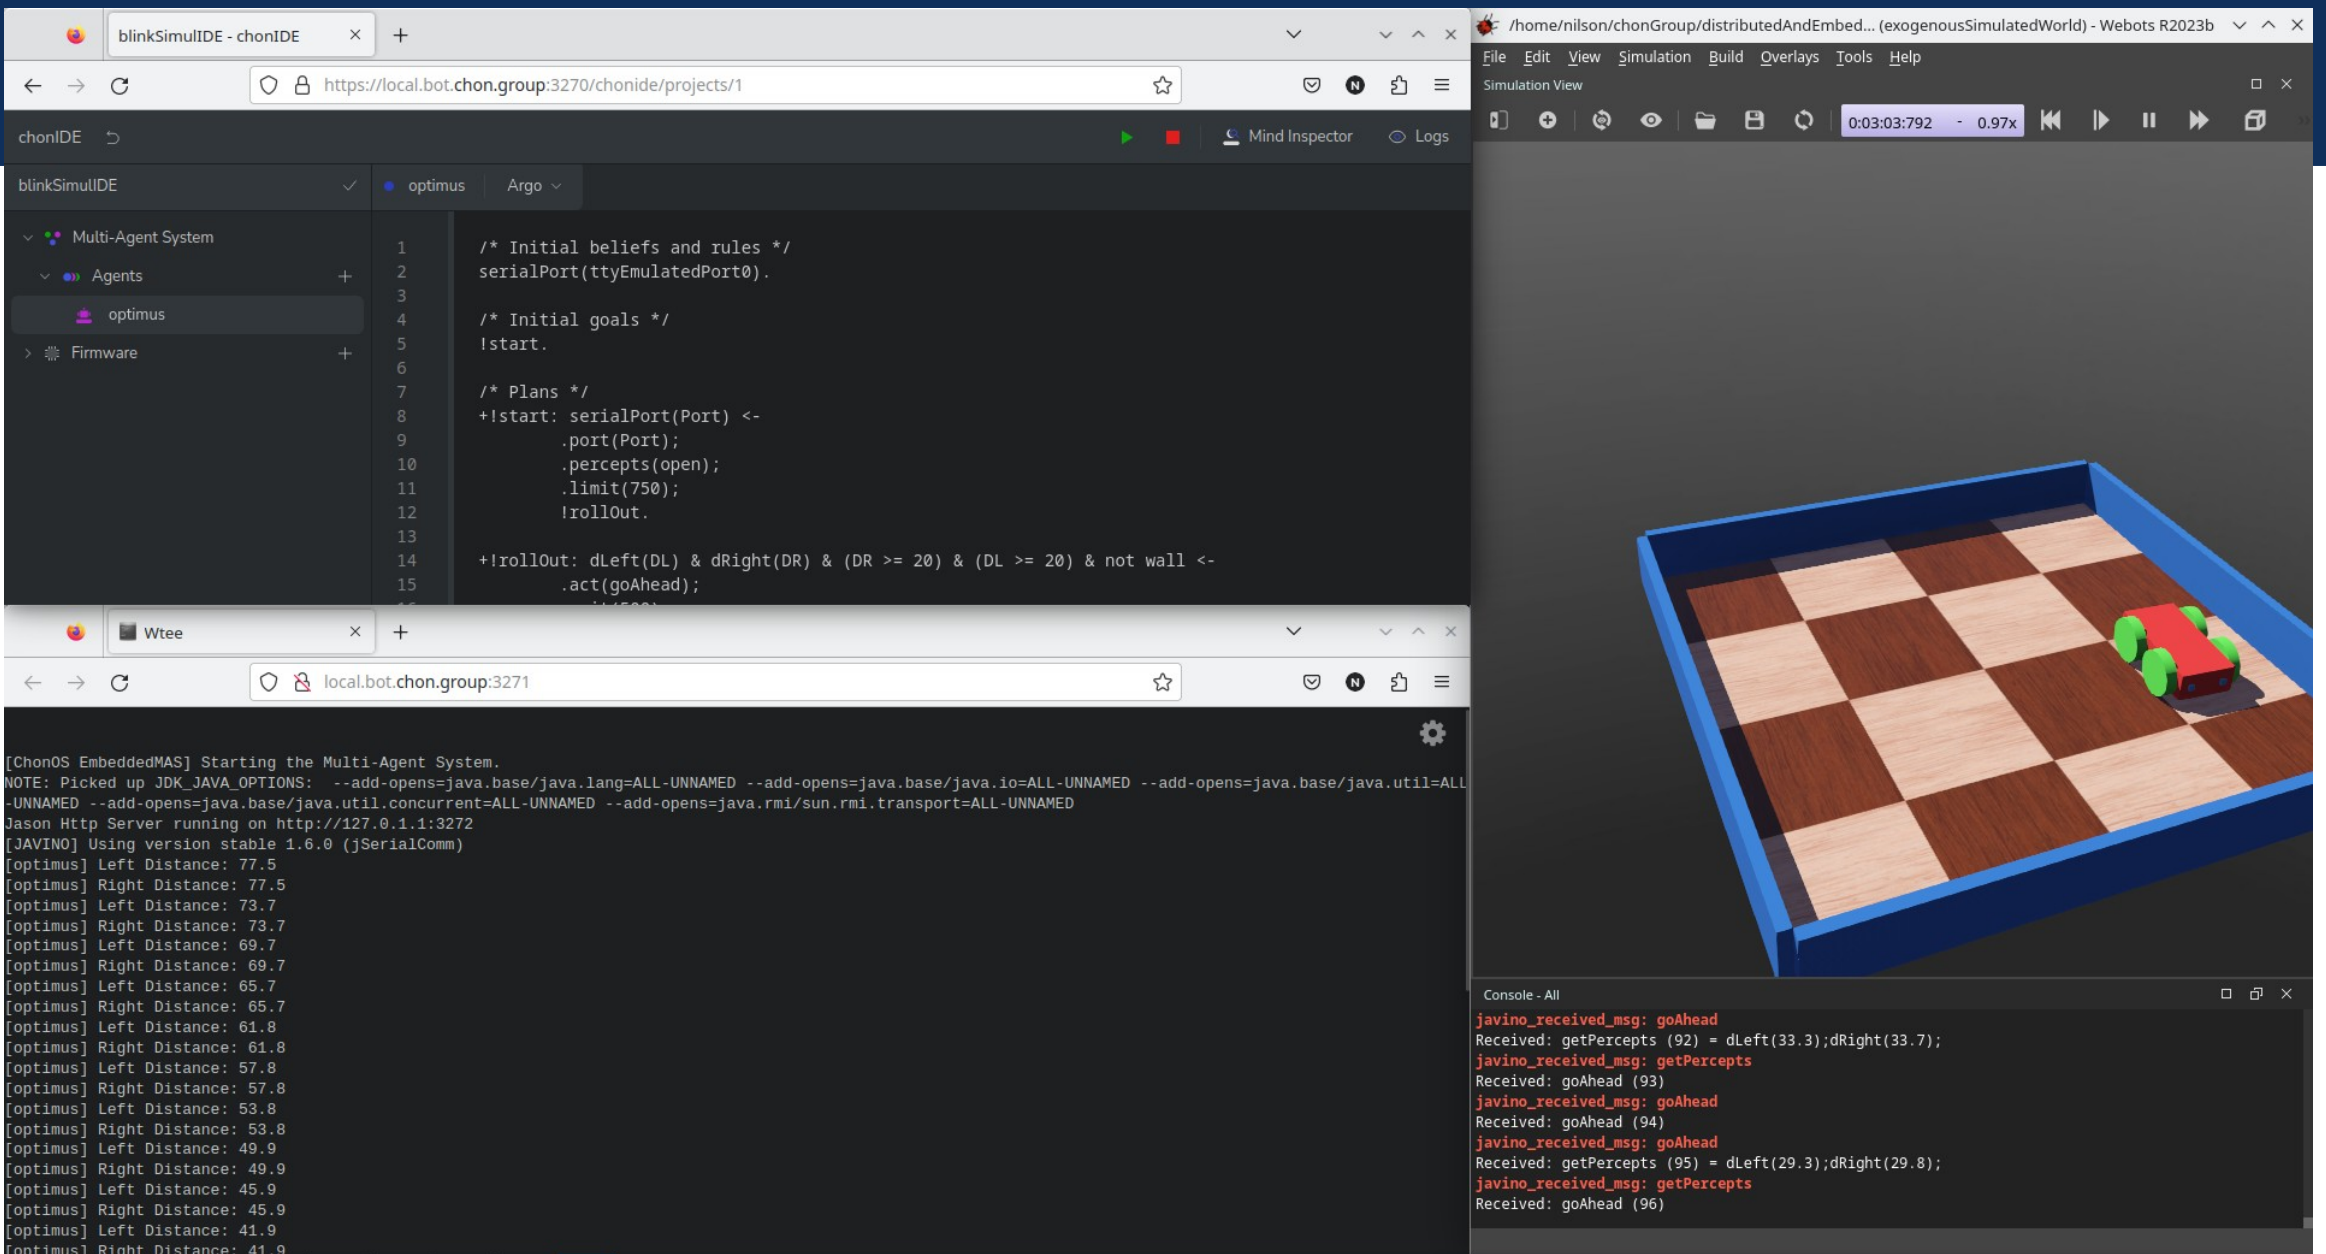 blinkSimulIDE - chonIDE
https://local.bot.chon.group:3270/chonide/projects/1
chonIDE
Mind Inspector
Logs
blinkSimulIDE
optimus
Argo
Multi-Agent System
Agents
optimus
Firmware
1 /* Initial beliefs and rules */
2 serialPort(ttyEmulatedPort0).
3
4 /* Initial goals */
5 !start.
6
7 /* Plans */
8 +!start: serialPort(Port) <-
9 .port(Port);
10 .percepts(open);
11 .limit(750);
12 !rollOut.
13
14 +!rollOut: dLeft(DL) & dRight(DR) & (DR >= 20) & (DL >= 20) & not wall <-
15 .act(goAhead);
Wtee
local.bot.chon.group:3271
[ChonOS EmbeddedMAS] Starting the Multi-Agent System.
NOTE: Picked up JDK_JAVA_OPTIONS:  --add-opens=java.base/java.lang=ALL-UNNAMED --add-opens=java.base/java.io=ALL-UNNAMED --add-opens=java.base/java.util=ALL
-UNNAMED --add-opens=java.base/java.util.concurrent=ALL-UNNAMED --add-opens=java.rmi/sun.rmi.transport=ALL-UNNAMED
Jason Http Server running on http://127.0.1.1:3272
[JAVINO] Using version stable 1.6.0 (jSerialComm)
[optimus] Left Distance: 77.5
[optimus] Right Distance: 77.5
[optimus] Left Distance: 73.7
[optimus] Right Distance: 73.7
[optimus] Left Distance: 69.7
[optimus] Right Distance: 69.7
[optimus] Left Distance: 65.7
[optimus] Right Distance: 65.7
[optimus] Left Distance: 61.8
[optimus] Right Distance: 61.8
[optimus] Left Distance: 57.8
[optimus] Right Distance: 57.8
[optimus] Left Distance: 53.8
[optimus] Right Distance: 53.8
[optimus] Left Distance: 49.9
[optimus] Right Distance: 49.9
[optimus] Left Distance: 45.9
[optimus] Right Distance: 45.9
[optimus] Left Distance: 41.9
[optimus] Right Distance: 41.9
/home/nilson/chonGroup/distributedAndEmbed... (exogenousSimulatedWorld) - Webots R2023b
File Edit View Simulation Build Overlays Tools Help
Simulation View
0:03:03:792 - 0.97x
Console - All
javino_received_msg: goAhead
Received: getPercepts (92) = dLeft(33.3);dRight(33.7);
javino_received_msg: getPercepts
Received: goAhead (93)
javino_received_msg: goAhead
Received: goAhead (94)
javino_received_msg: goAhead
Received: getPercepts (95) = dLeft(29.3);dRight(29.8);
javino_received_msg: getPercepts
Received: goAhead (96)